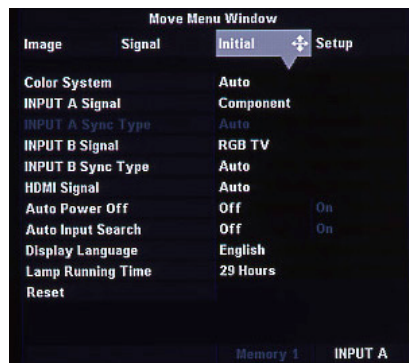 Move Menu Window
Image Signal Initial Setup
Color System Auto
INPUT A Signal Component
INPUT A Sync Type Auto
INPUT B SIgnal RGB TV
INPUT B Sync Type Auto
HDMI Signal Auto
Auto Power Off Off On
Auto Input Search Off On
Display Language English
Lamp Running Time 29 Hours
Reset
Memory 1 INPUT A